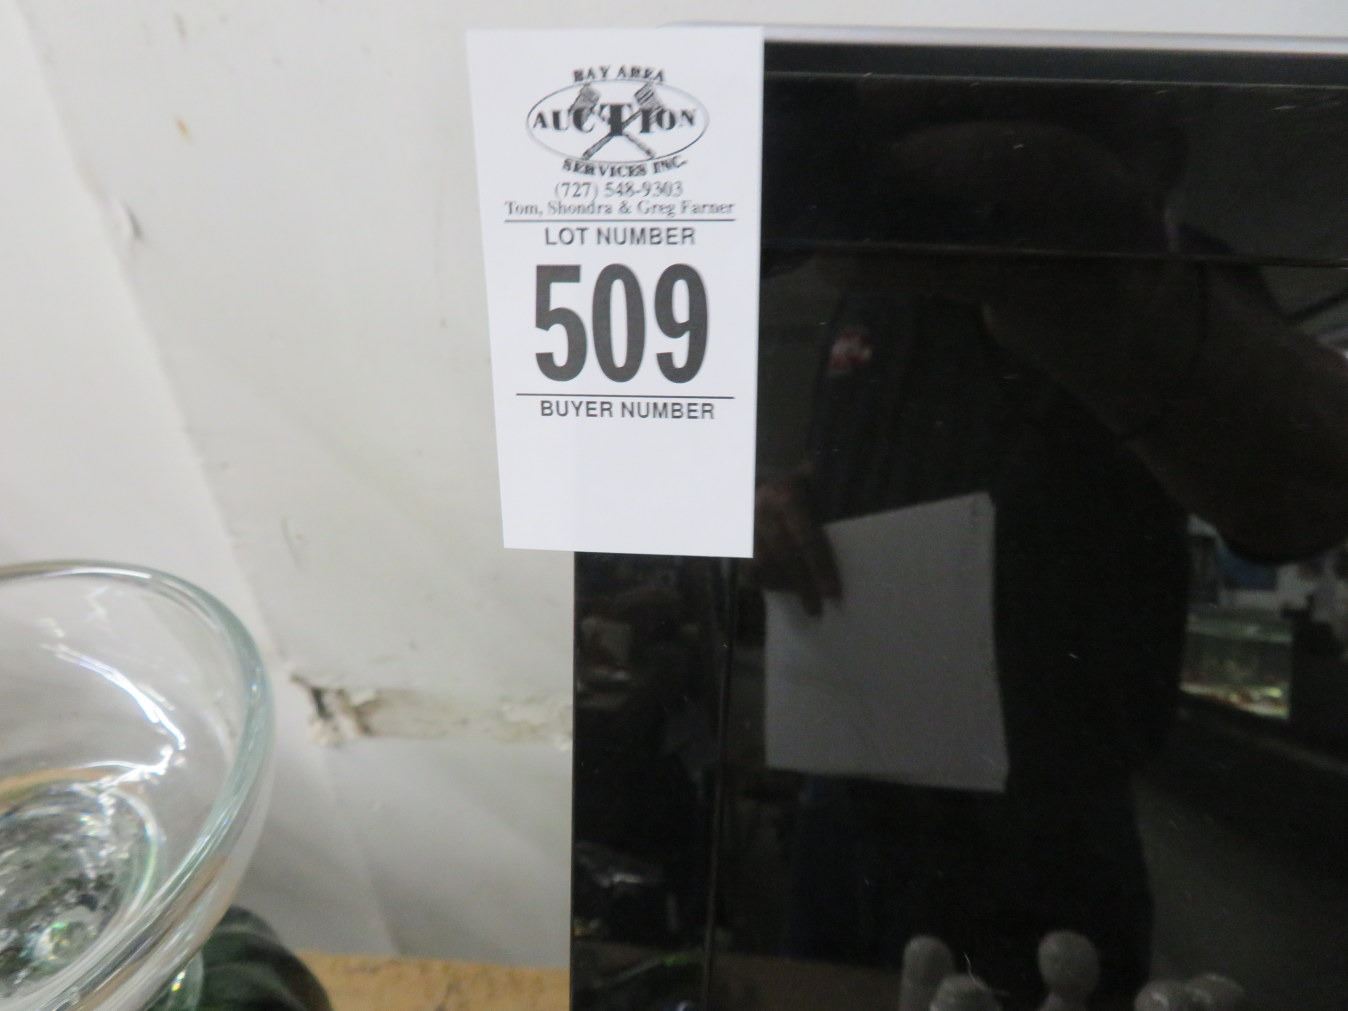 BAY AREA
AUCTION
SERVICES INC.
(727) 548-9303
Tom, Shondra & Greg Farner
LOT NUMBER
509
BUYER NUMBER